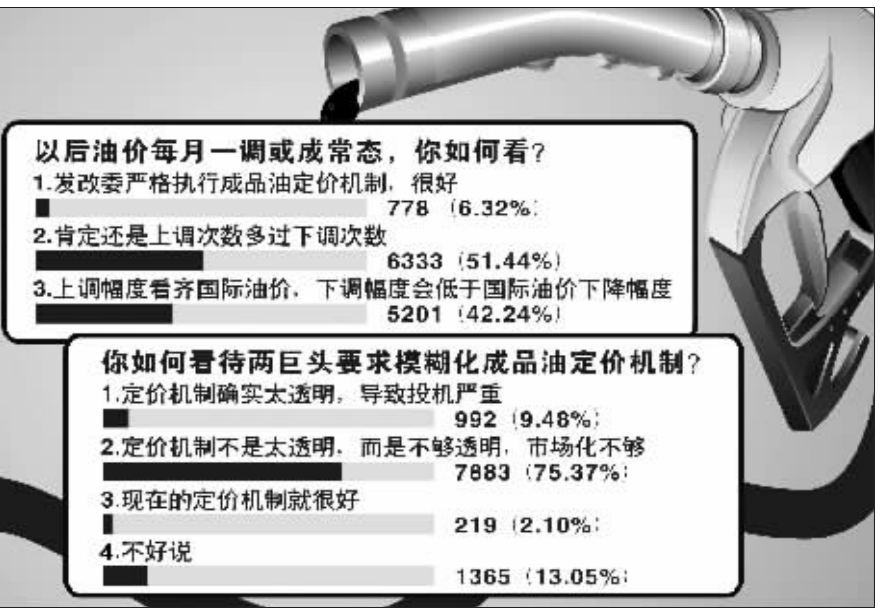 以后油价每月一调或成常态，你如何看?
1.发改委严格执行成品油定价机制，很好
778（6.32%）
2.肯定还是上调次数多过下调次数
6333（51.44%）
3.上调幅度看齐国际油价，下调幅度会低于国际油价下降幅度
5201（42.24%）
你如何看待两巨头要求模糊化成品油定价机制?
1.定价机制确实太透明，导致投机严重
992（9.48%）
2.定价机制不是太透明，而是不够透明，市场化不够
7883（75.37%）
3.现在的定价机制就很好
219（2.10%）
4.不好说
1365（13.05%）